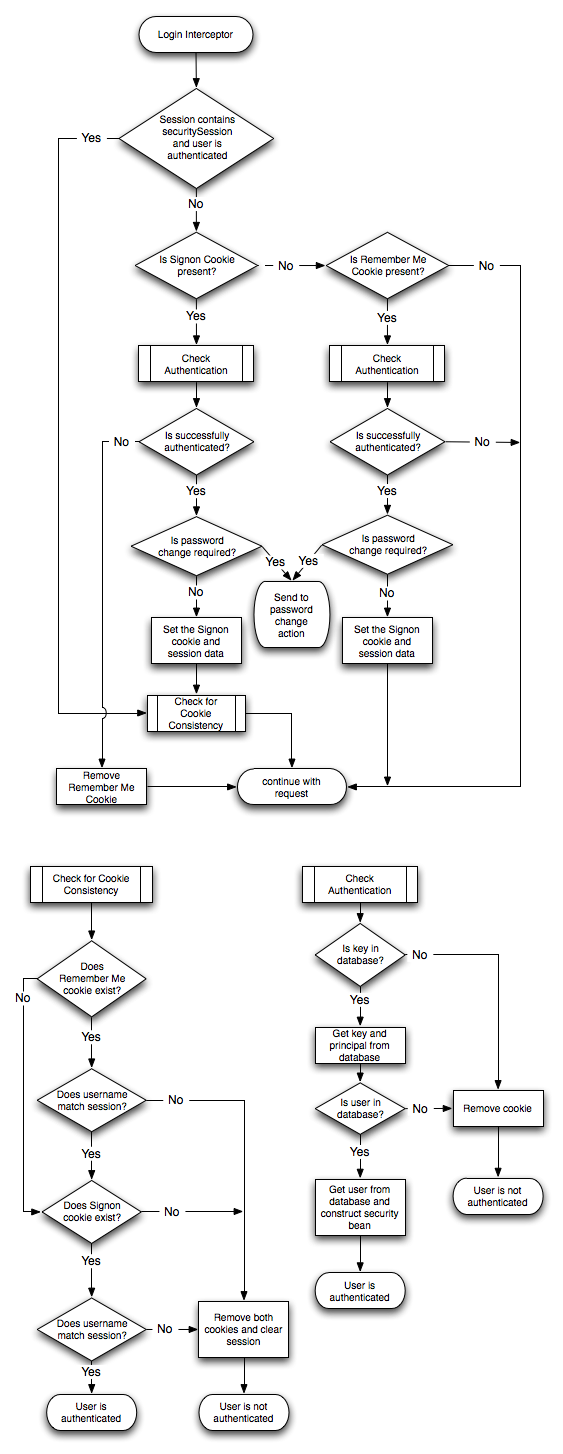 Login Interceptor
Session contains
securitySession
and user is
authenticated
Yes
No
Is Signon Cookie
present?
No
Is Remember Me
Cookie present?
No
Yes
Yes
Check
Authentication
Check
Authentication
No
Is successfully
authenticated?
Is successfully
authenticated?
No
Yes
Yes
Is password
change required?
Yes
Yes
Is password
change required?
No
Send to
password
change
action
No
Set the Signon
cookie and
session data
Set the Signon
cookie and
session data
Check for
Cookie
Consistency
Remove
Remember Me
Cookie
continue with
request
Check for Cookie
Consistency
Does
Remember Me
cookie exist?
No
Yes
Does username
match session?
No
Yes
Does Signon
cookie exist?
No
Yes
Does username
match session?
No
Remove both
cookies and clear
session
Yes
User is
authenticated
User is not
authenticated
Check
Authentication
Is key in
database?
No
Yes
Get key and
principal from
database
Is user in
database?
No
Remove cookie
Yes
Get user from
database and
construct security
bean
User is not
authenticated
User is
authenticated